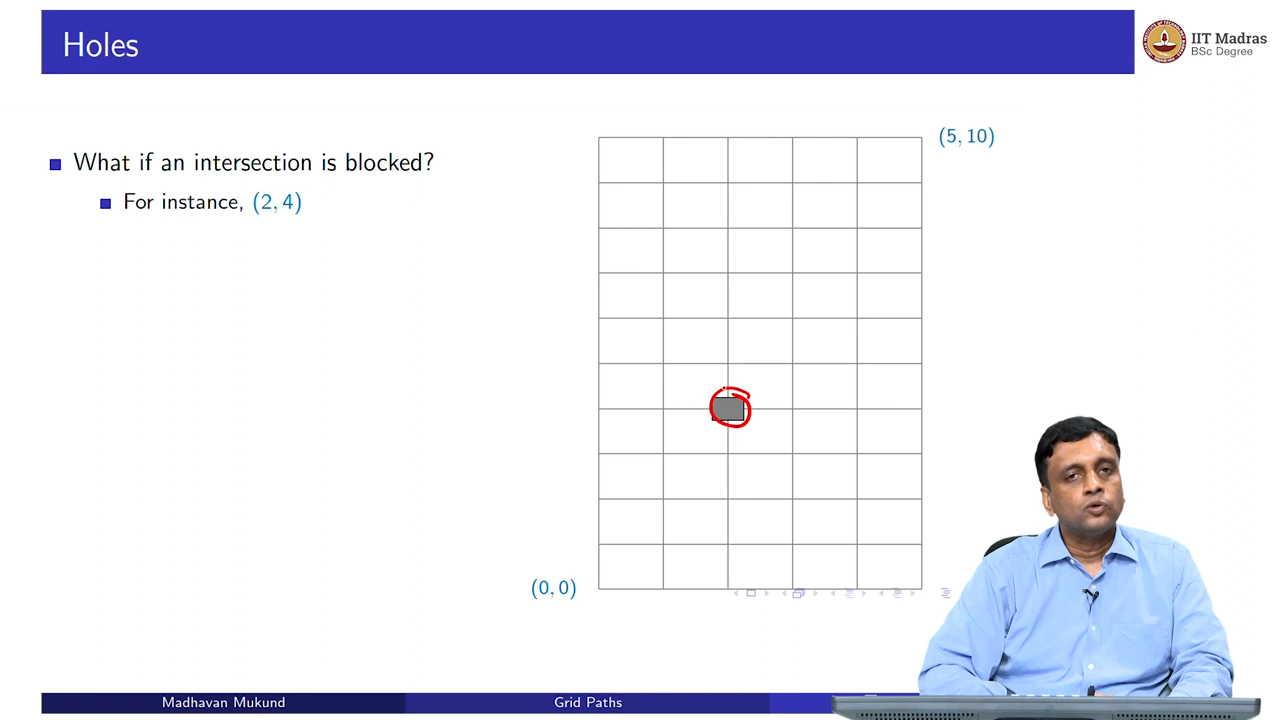 Holes
IIT Madras
BSc Degree
What if an intersection is blocked?
For instance, (2, 4)
(5, 10)
(0, 0)
Madhavan Mukund
Grid Paths